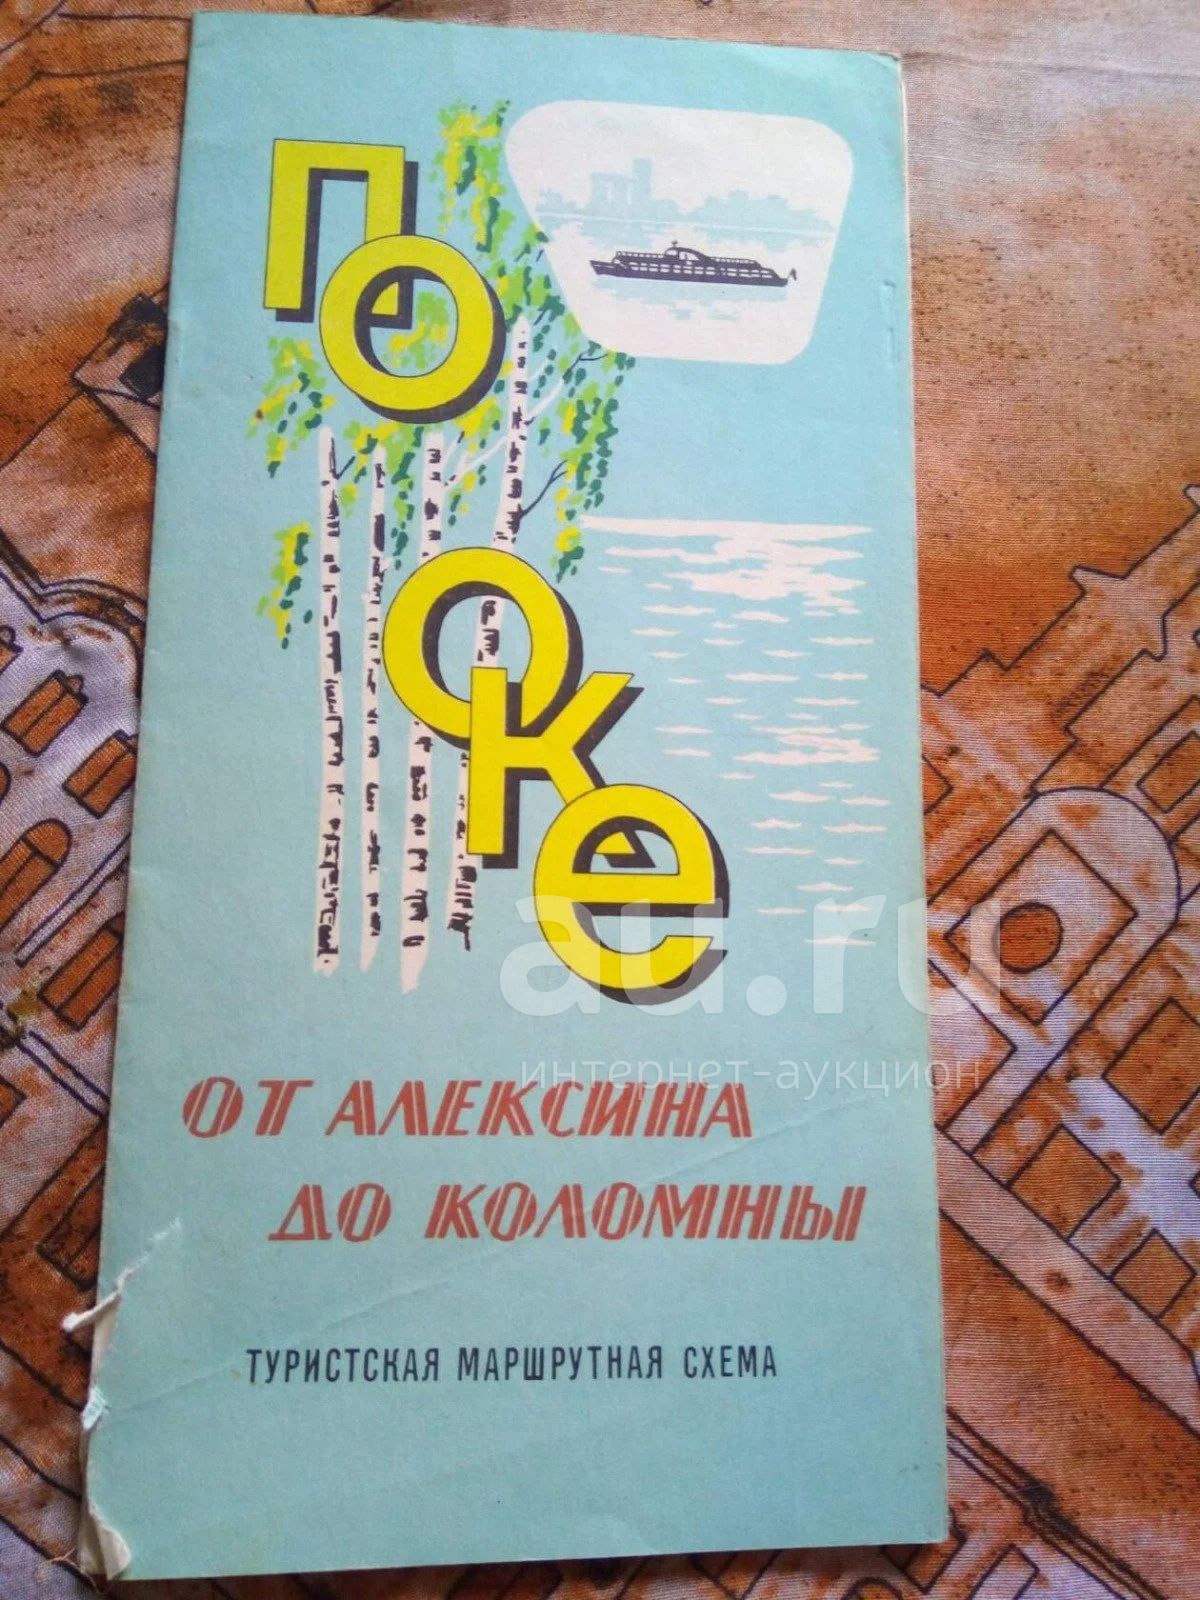 По
Оке
ОТ АЛЕКСИНА
ДО КОЛОМНЫ
ТУРИСТСКАЯ МАРШРУТНАЯ СХЕМА
au.ru
интернет-аукцион